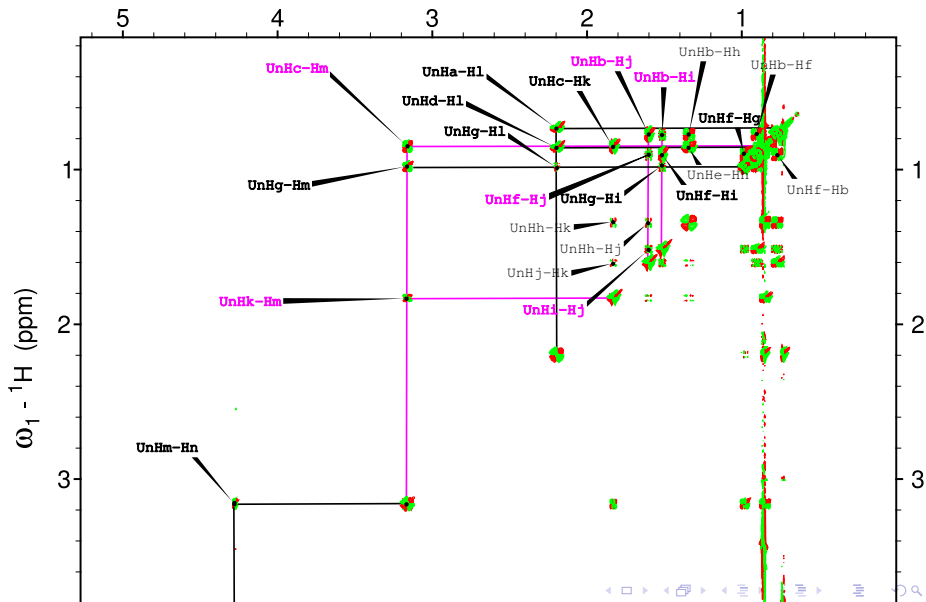 5 4 3 2 1
UnHb-Hh
UnHc-Hm
UnHb-Hj
UnHb-Hf
UnHa-Hl
UnHc-Hk
UnHb-Hi
UnHd-Hl
UnHf-Hg
UnHg-Hl
1
1
UnHe-Hh
UnHg-Hm
UnHf-Hj
UnHg-Hi
UnHf-Hi
UnHf-Hb
UnHh-Hk
UnHh-Hj
UnHj-Hk
UnHk-Hm
UnHi-Hj
2
2
ω₁ - ¹H (ppm)
UnHm-Hn
3
3